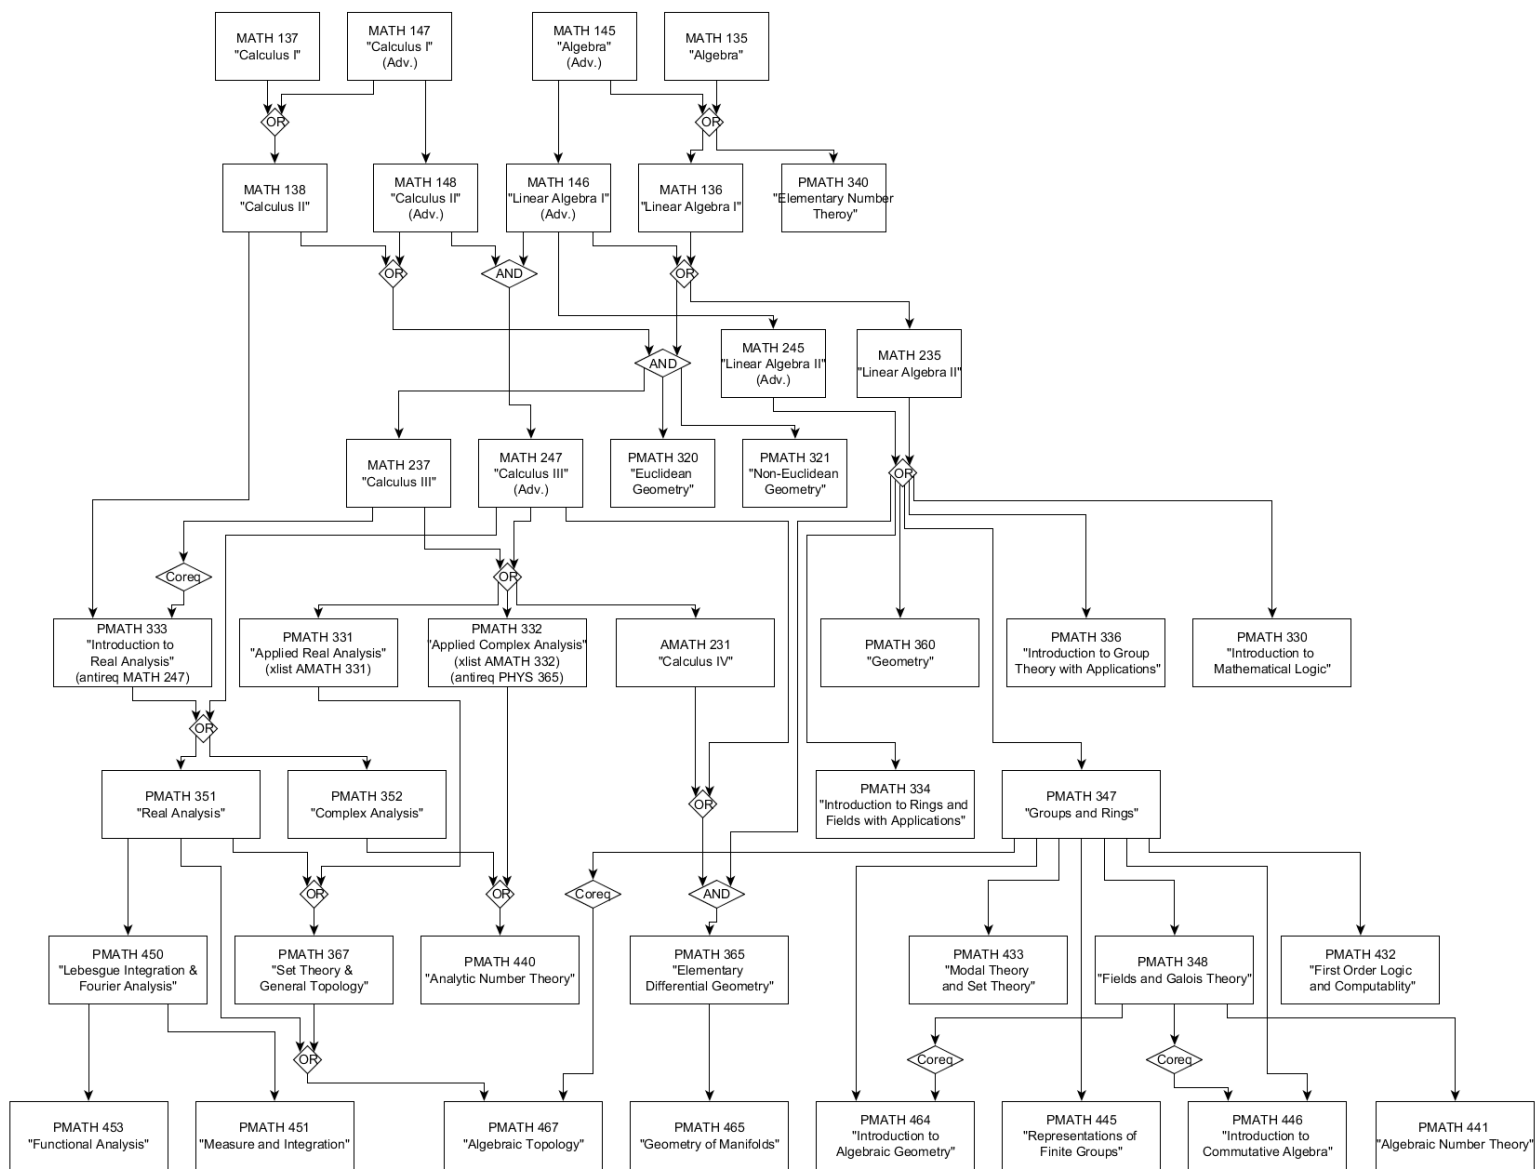 MATH 137
"Calculus I"
MATH 147
"Calculus I"
(Adv.)
MATH 145
"Algebra"
(Adv.)
MATH 135
"Algebra"
OR
OR
MATH 138
"Calculus II"
MATH 148
"Calculus II"
(Adv.)
MATH 146
"Linear Algebra I"
(Adv.)
MATH 136
"Linear Algebra I"
PMATH 340
"Elementary Number
Theroy"
OR
AND
OR
AND
MATH 245
"Linear Algebra II"
(Adv.)
MATH 235
"Linear Algebra II"
MATH 237
"Calculus III"
MATH 247
"Calculus III"
(Adv.)
PMATH 320
"Euclidean
Geometry"
PMATH 321
"Non-Euclidean
Geometry"
OR
Coreq
OR
PMATH 333
"Introduction to
Real Analysis"
(antireq MATH 247)
PMATH 331
"Applied Real Analysis"
(xlist AMATH 331)
PMATH 332
"Applied Complex Analysis"
(xlist AMATH 332)
(antireq PHYS 365)
AMATH 231
"Calculus IV"
PMATH 360
"Geometry"
PMATH 336
"Introduction to Group
Theory with Applications"
PMATH 330
"Introduction to
Mathematical Logic"
OR
PMATH 351
"Real Analysis"
PMATH 352
"Complex Analysis"
OR
PMATH 334
"Introduction to Rings and
Fields with Applications"
PMATH 347
"Groups and Rings"
OR
OR
Coreq
AND
PMATH 450
"Lebesgue Integration &
Fourier Analysis"
PMATH 367
"Set Theory &
General Topology"
PMATH 440
"Analytic Number Theory"
PMATH 365
"Elementary
Differential Geometry"
PMATH 433
"Modal Theory
and Set Theory"
PMATH 348
"Fields and Galois Theory"
PMATH 432
"First Order Logic
and Computablity"
OR
Coreq
Coreq
PMATH 453
"Functional Analysis"
PMATH 451
"Measure and Integration"
PMATH 467
"Algebraic Topology"
PMATH 465
"Geometry of Manifolds"
PMATH 464
"Introduction to
Algebraic Geometry"
PMATH 445
"Representations of
Finite Groups"
PMATH 446
"Introduction to
Commutative Algebra"
PMATH 441
"Algebraic Number Theory"